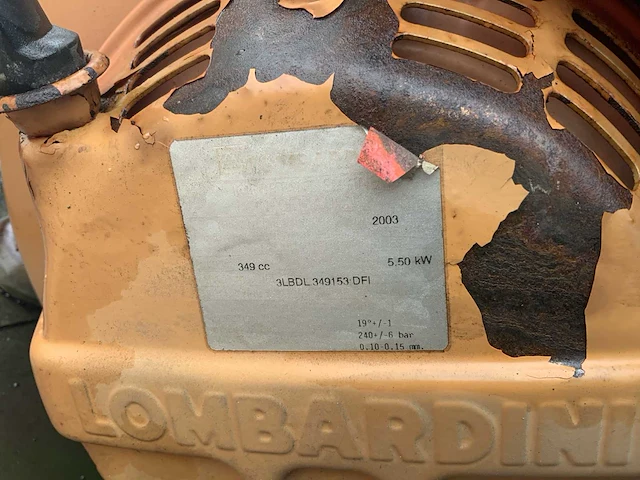 2003
349 cc
5.50 kW
3LBDL 349153 DFI
19°+/-1
240+/-6 bar
0.10-0.15 mm.
LOMBARDINI